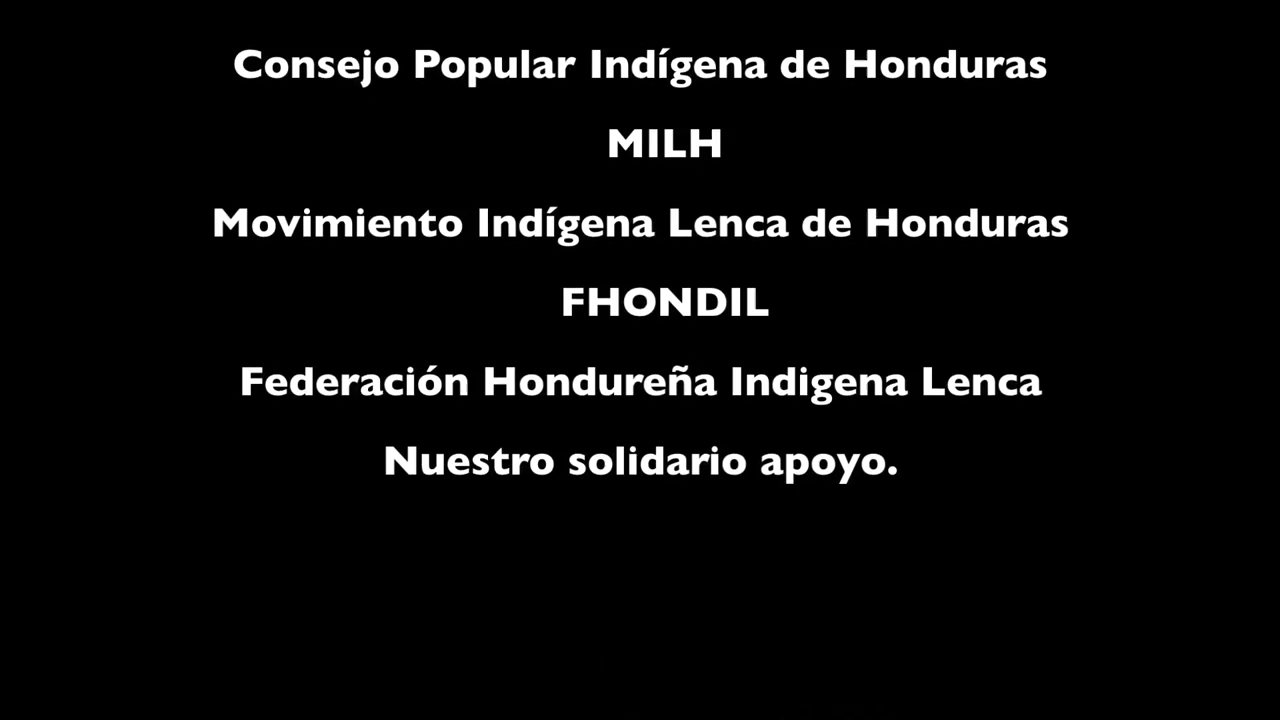 Consejo Popular Indígena de Honduras
MILH
Movimiento Indígena Lenca de Honduras
FHONDIL
Federación Hondureña Indigena Lenca
Nuestro solidario apoyo.